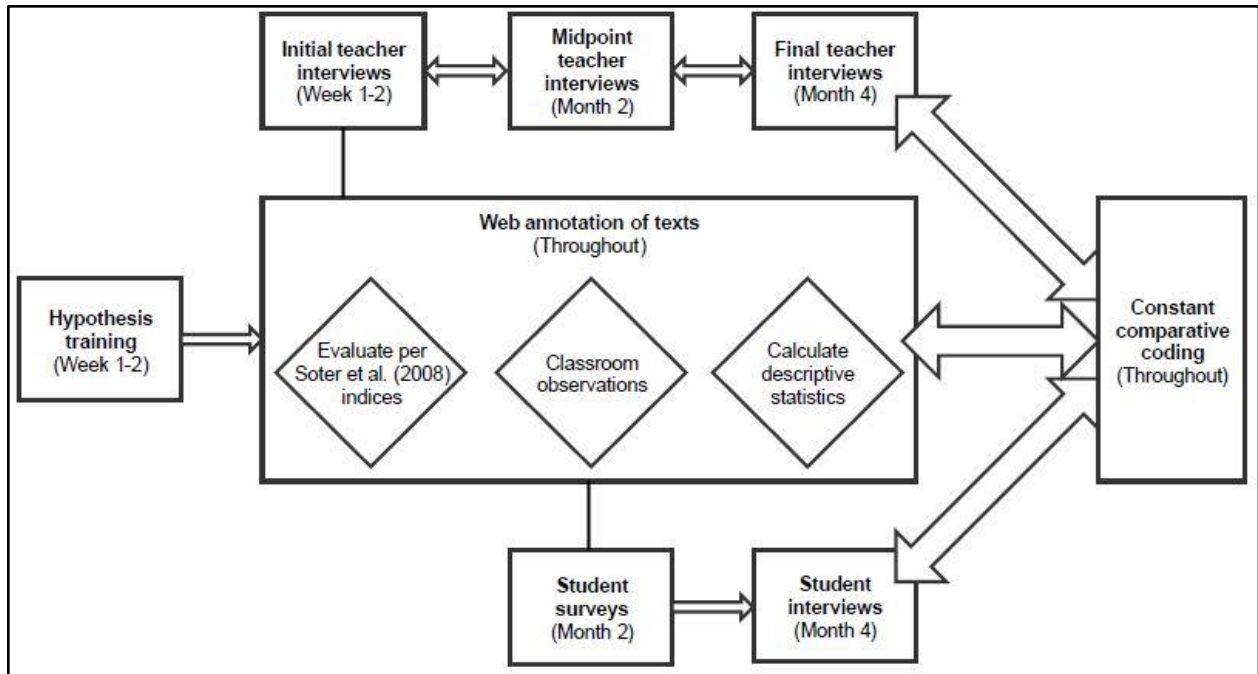 Initial teacher
interviews
(Week 1-2)
Midpoint
teacher
interviews
(Month 2)
Final teacher
interviews
(Month 4)
Web annotation of texts
(Throughout)
Hypothesis
training
(Week 1-2)
Evaluate per
Soter et al. (2008)
indices
Classroom
observations
Calculate
descriptive
statistics
Constant
comparative
coding
(Throughout)
Student
surveys
(Month 2)
Student
interviews
(Month 4)